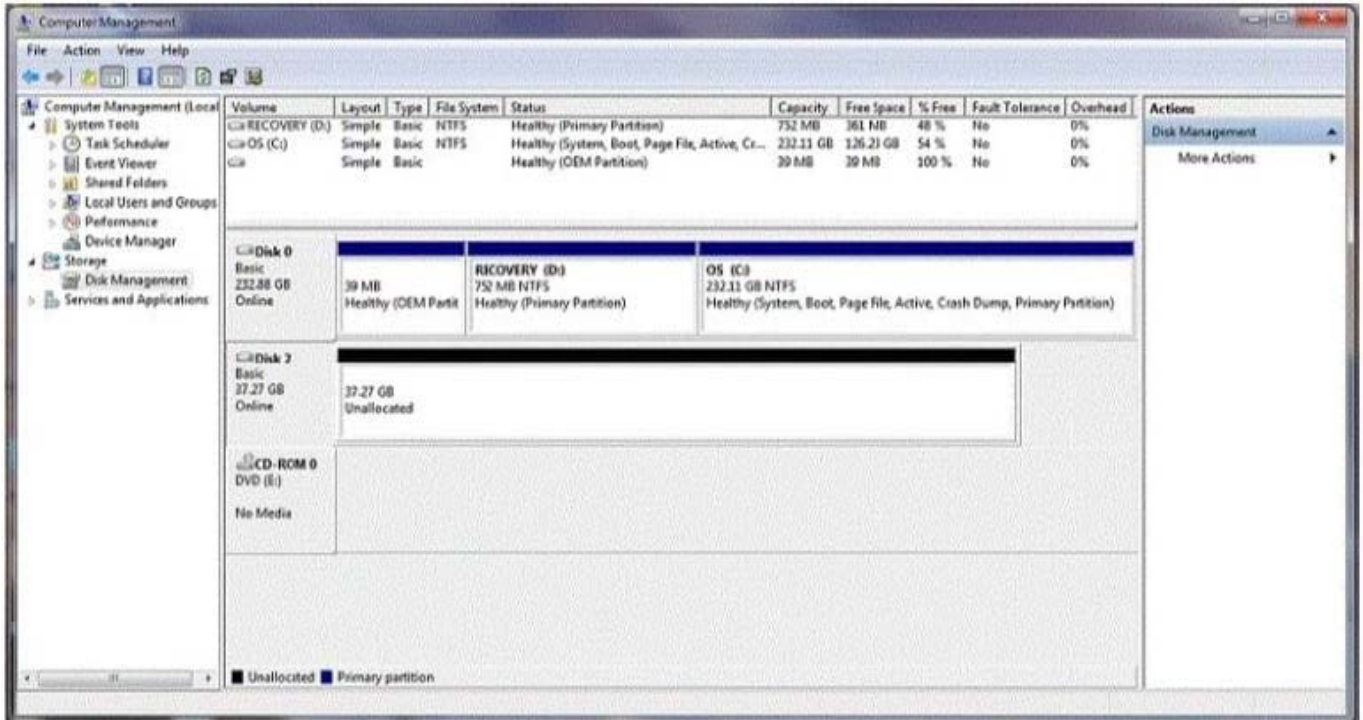 Computer Management
File Action View Help
Computer Management (Local
System Tools
Task Scheduler
Event Viewer
Shared Folders
Local Users and Groups
Performance
Device Manager
Storage
Disk Management
Services and Applications
Volume Layout Type File System Status Capacity Free Space % Free Fault Tolerance Overhead
RECOVERY (D:) Simple Basic NTFS Healthy (Primary Partition) 752 MB 361 MB 48 % No 0%
OS (C:) Simple Basic NTFS Healthy (System, Boot, Page File, Active, Cr... 232.11 GB 126.21 GB 54 % No 0%
Simple Basic Healthy (OEM Partition) 39 MB 39 MB 100 % No 0%
Disk 0
Basic
232.88 GB
Online
39 MB
Healthy (OEM Partit
RECOVERY (D:)
752 MB NTFS
Healthy (Primary Partition)
OS (C:)
232.11 GB NTFS
Healthy (System, Boot, Page File, Active, Crash Dump, Primary Partition)
Disk 2
Basic
37.27 GB
Online
37.27 GB
Unallocated
CD-ROM 0
DVD (E:)
No Media
Unallocated Primary partition
Actions
Disk Management
More Actions